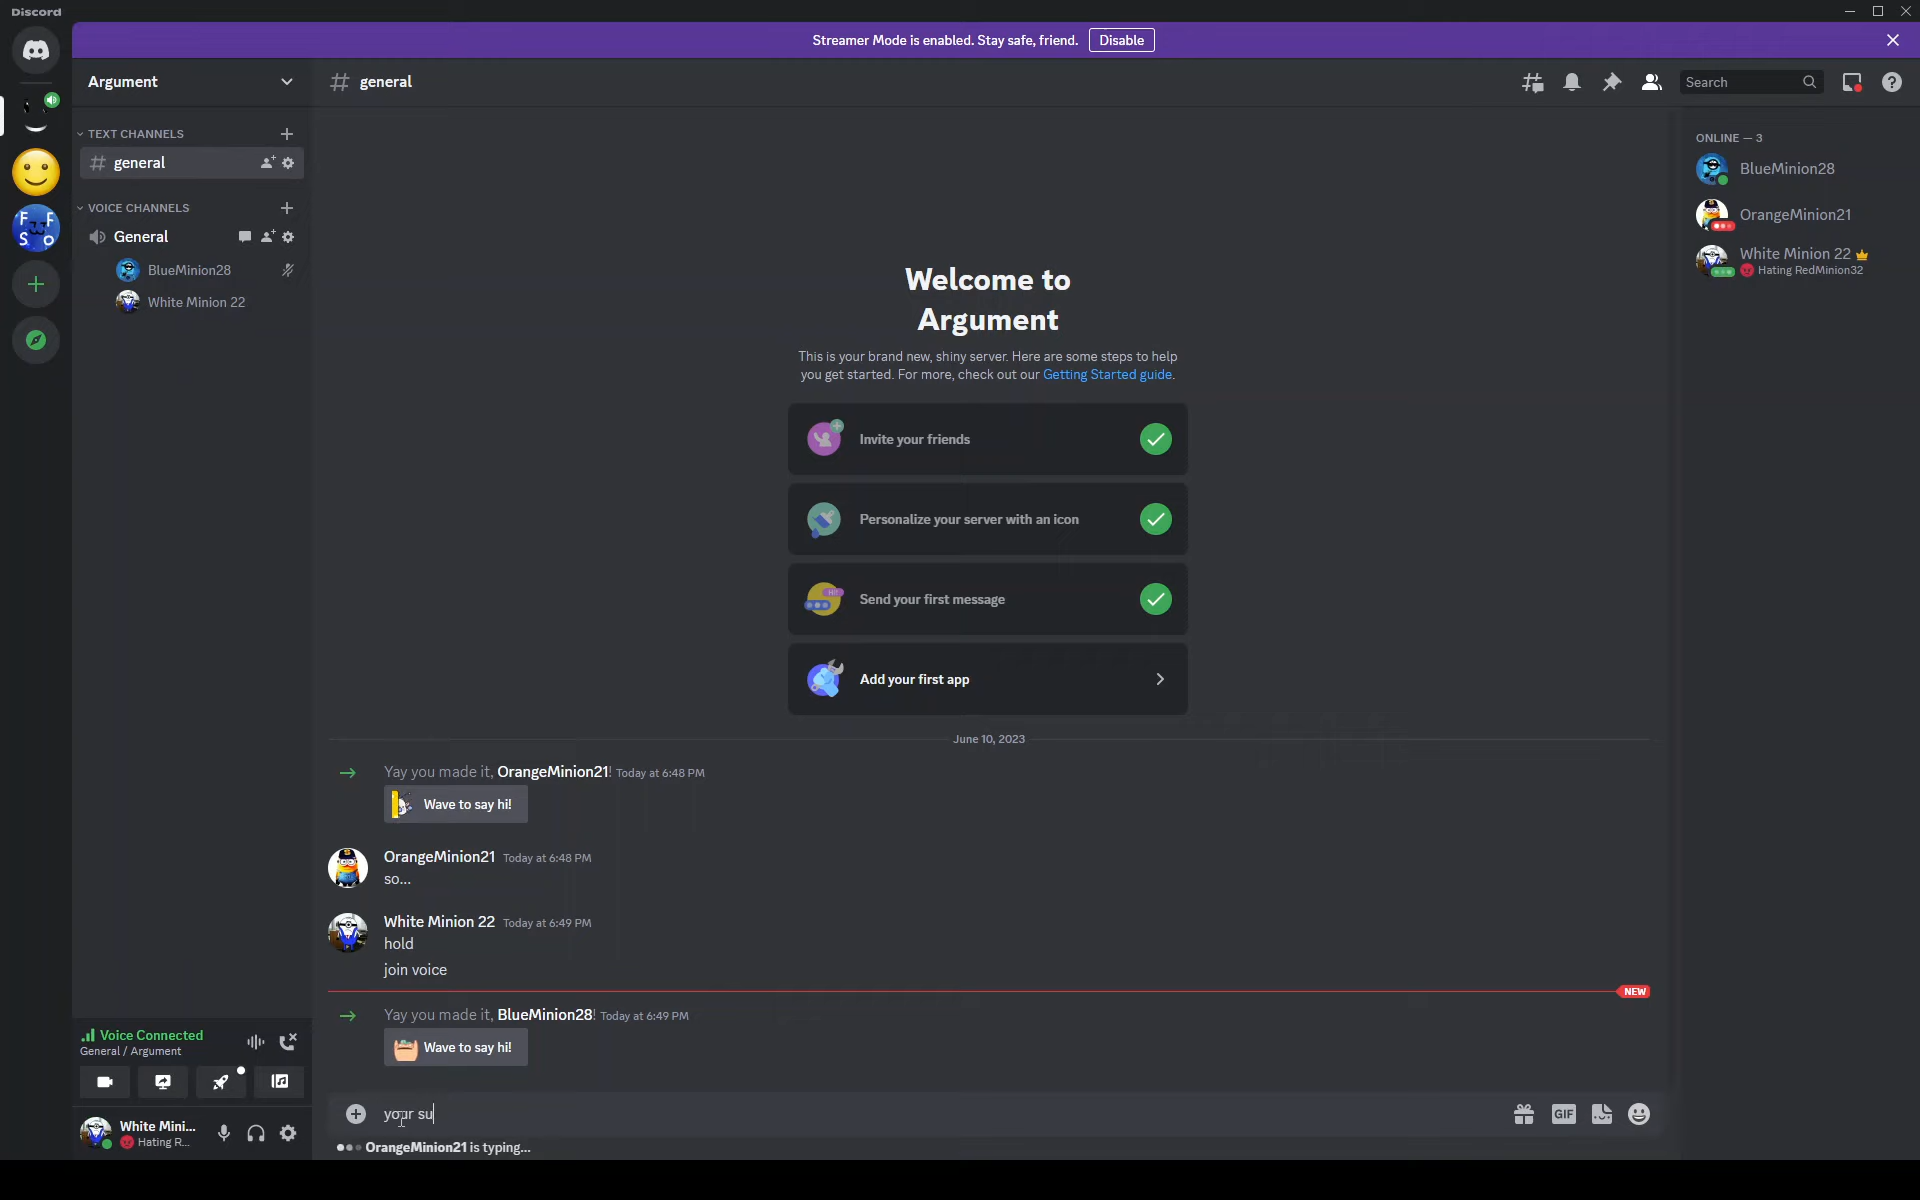 Discord
Streamer Mode is enabled. Stay safe, friend. Disable
Argument
general
Search
TEXT CHANNELS
general
VOICE CHANNELS
General
BlueMinion28
White Minion 22
F F
S O
Welcome to
Argument
This is your brand new, shiny server. Here are some steps to help
you get started. For more, check out our Getting Started guide.
Invite your friends
Personalize your server with an icon
HI!
Send your first message
Add your first app
June 10, 2023
Yay you made it, OrangeMinion21! Today at 6:48 PM
Wave to say hi!
OrangeMinion21 Today at 6:48 PM
so...
White Minion 22 Today at 6:49 PM
hold
join voice
NEW
Yay you made it, BlueMinion28! Today at 6:49 PM
Wave to say hi!
your su
GIF
OrangeMinion21 is typing...
Voice Connected
General / Argument
White Mini...
Hating R...
ONLINE — 3
BlueMinion28
OrangeMinion21
White Minion 22
Hating RedMinion32